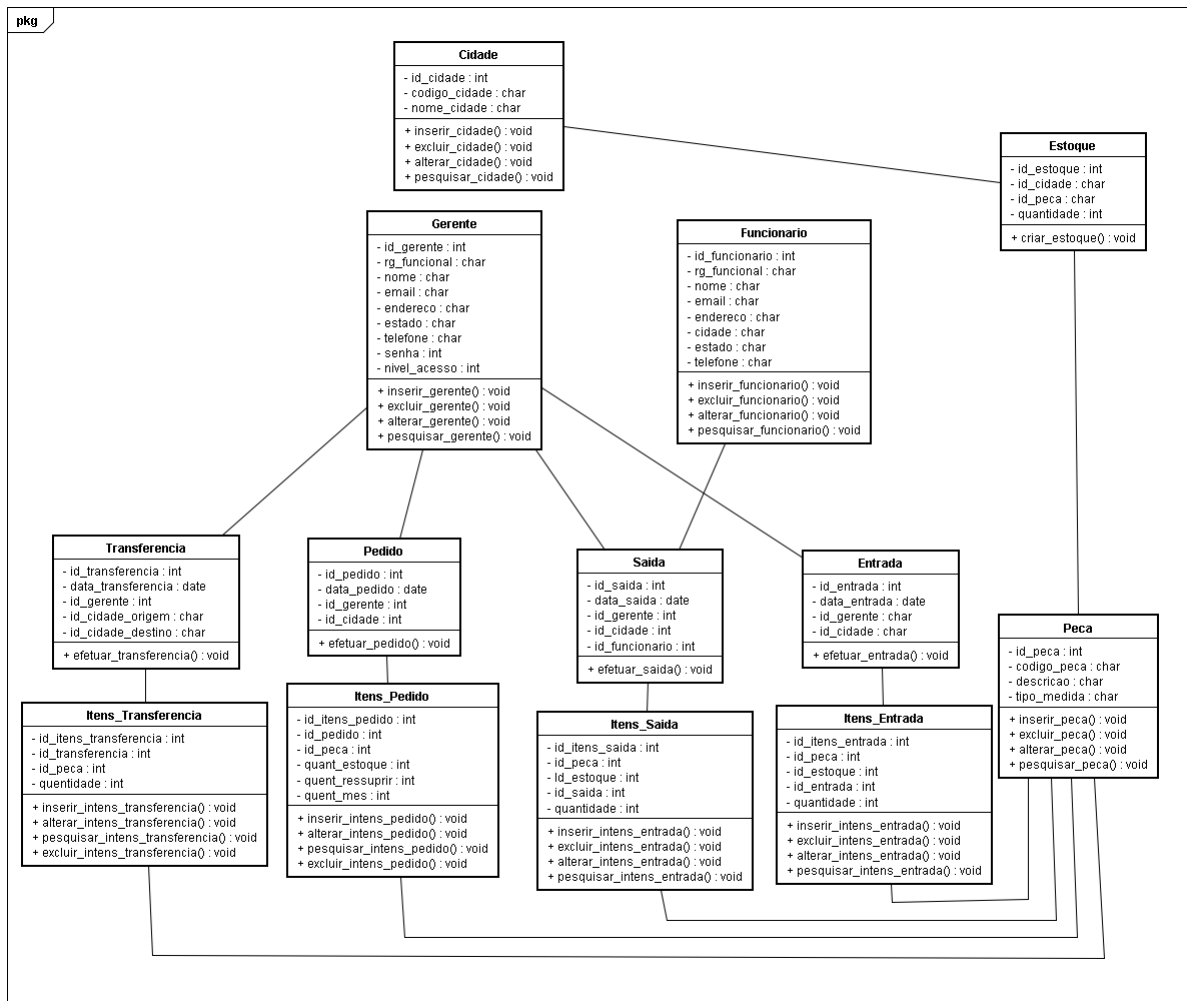 pkg
Cidade
- id_cidade : int
- codigo_cidade : char
- nome_cidade : char
+ inserir_cidade() : void
+ excluir_cidade() : void
+ alterar_cidade() : void
+ pesquisar_cidade() : void
Estoque
- id_estoque : int
- id_cidade : char
- id_peca : char
- quantidade : int
+ criar_estoque() : void
Gerente
- id_gerente : int
- rg_funcional : char
- nome : char
- email : char
- endereco : char
- estado : char
- telefone : char
- senha : int
- nivel_acesso : int
+ inserir_gerente() : void
+ excluir_gerente() : void
+ alterar_gerente() : void
+ pesquisar_gerente() : void
Funcionario
- id_funcionario : int
- rg_funcional : char
- nome : char
- email : char
- endereco : char
- cidade : char
- estado : char
- telefone : char
+ inserir_funcionario() : void
+ excluir_funcionario() : void
+ alterar_funcionario() : void
+ pesquisar_funcionario() : void
Transferencia
- id_transferencia : int
- data_transferencia : date
- id_gerente : int
- id_cidade_origem : char
- id_cidade_destino : char
+ efetuar_transferencia() : void
Pedido
- id_pedido : int
- data_pedido : date
- id_gerente : int
- id_cidade : int
+ efetuar_pedido() : void
Saida
- id_saida : int
- data_saida : date
- id_gerente : int
- id_cidade : int
- id_funcionario : int
+ efetuar_saida() : void
Entrada
- id_entrada : int
- data_entrada : date
- id_gerente : char
- id_cidade : char
+ efetuar_entrada() : void
Peca
- id_peca : int
- codigo_peca : char
- descricao : char
- tipo_medida : char
+ inserir_peca() : void
+ excluir_peca() : void
+ alterar_peca() : void
+ pesquisar_peca() : void
Itens_Transferencia
- id_itens_transferencia : int
- id_transferencia : int
- id_peca : int
- quentidade : int
+ inserir_intens_transferencia() : void
+ alterar_intens_transferencia() : void
+ pesquisar_intens_transferencia() : void
+ excluir_intens_transferencia() : void
Itens_Pedido
- id_itens_pedido : int
- id_pedido : int
- id_peca : int
- quant_estoque : int
- quent_ressuprir : int
- quent_mes : int
+ inserir_intens_pedido() : void
+ alterar_intens_pedido() : void
+ pesquisar_intens_pedido() : void
+ excluir_intens_pedido() : void
Itens_Saida
- id_itens_saida : int
- id_peca : int
- Id_estoque : int
- id_saida : int
- quantidade : int
+ inserir_intens_entrada() : void
+ excluir_intens_entrada() : void
+ alterar_intens_entrada() : void
+ pesquisar_intens_entrada() : void
Itens_Entrada
- id_itens_entrada : int
- id_peca : int
- id_estoque : int
- id_entrada : int
- quantidade : int
+ inserir_intens_entrada() : void
+ excluir_intens_entrada() : void
+ alterar_intens_entrada() : void
+ pesquisar_intens_entrada() : void